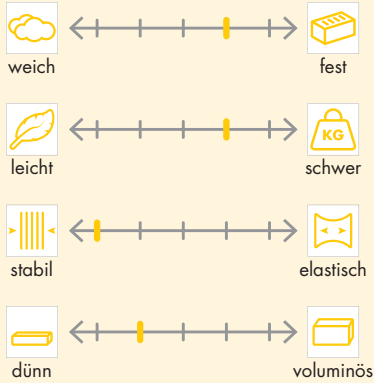 weich fest
KG
leicht schwer
stabil elastisch
dünn voluminös